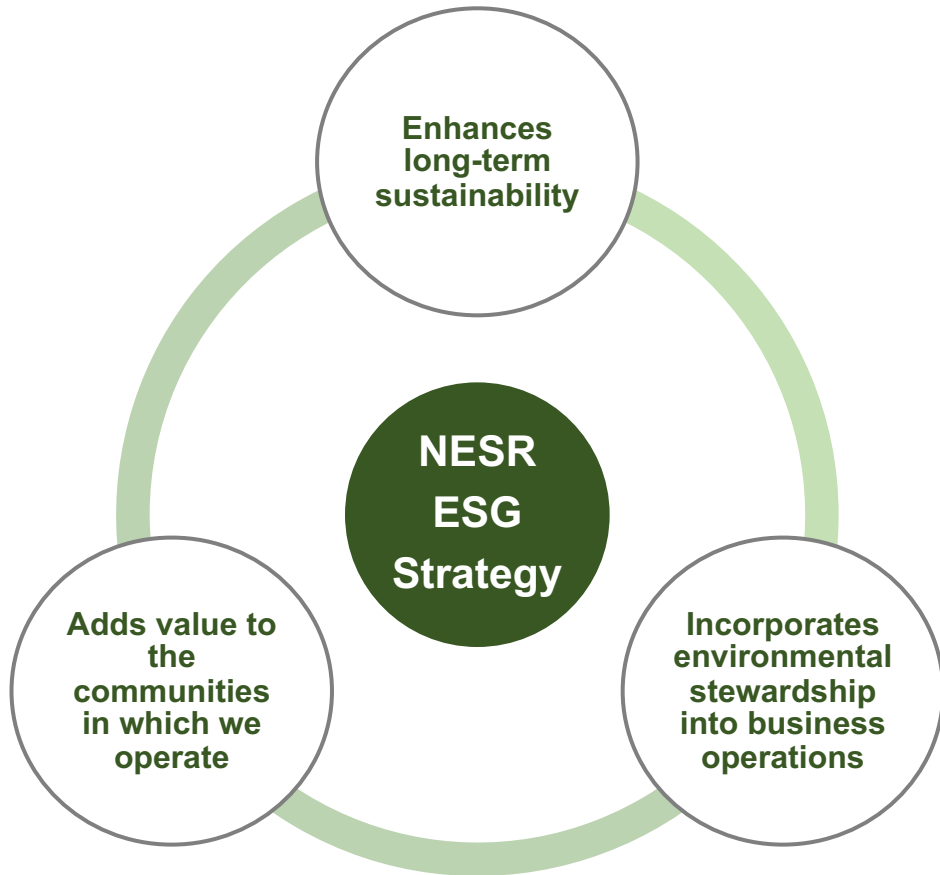 Enhances
long-term
sustainability
NESR
ESG
Strategy
Adds value to
the
communities
in which we
operate
Incorporates
environmental
stewardship
into business
operations